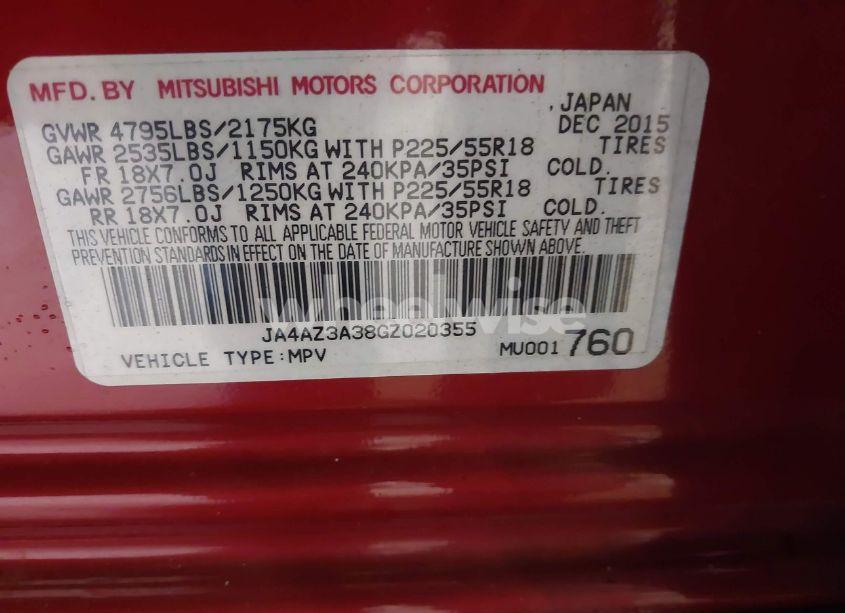 MFD. BY MITSUBISHI MOTORS CORPORATION
, JAPAN
GVWR 4795LBS/2175KG DEC 2015
GAWR 2535LBS/1150KG WITH P225/55R18 TIRES
FR 18X7.0J RIMS AT 240KPA/35PSI COLD.
GAWR 2756LBS/1250KG WITH P225/55R18 TIRES
RR 18X7.0J RIMS AT 240KPA/35PSI COLD.
THIS VEHICLE CONFORMS TO ALL APPLICABLE FEDERAL MOTOR VEHICLE SAFETY AND THEFT
PREVENTION STANDARDS IN EFFECT ON THE DATE OF MANUFACTURE SHOWN ABOVE.
wheelwise
JA4AZ3A38GZ020355
VEHICLE TYPE:MPV MU001 760